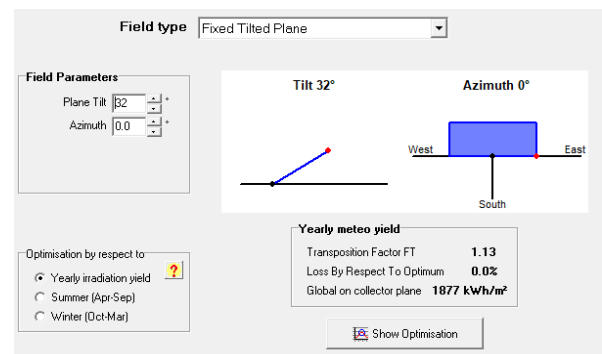 Field type Fixed Tilted Plane
Field Parameters
Plane Tilt 32 °
Azimuth 0.0 °
Tilt 32°
Azimuth 0°
West
East
South
Optimisation by respect to
Yearly irradiation yield ?
Summer (Apr-Sep)
Winter (Oct-Mar)
Yearly meteo yield
Transposition Factor FT 1.13
Loss By Respect To Optimum 0.0%
Global on collector plane 1877 kWh/m²
Show Optimisation